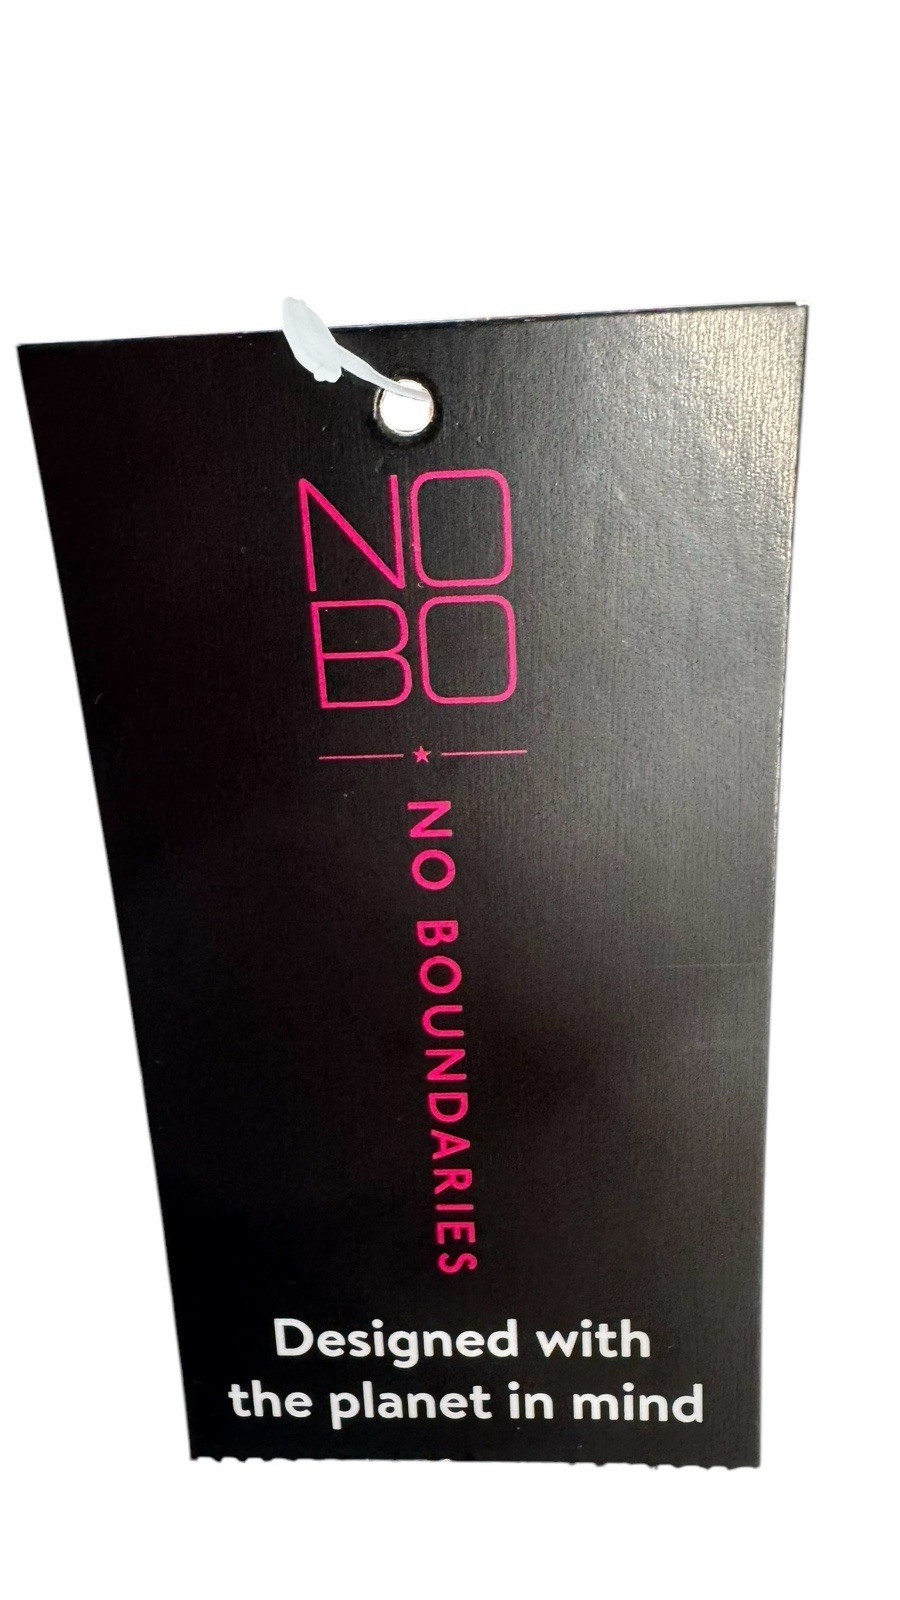 NO
BO
NO BOUNDARIES
Designed with
the planet in mind